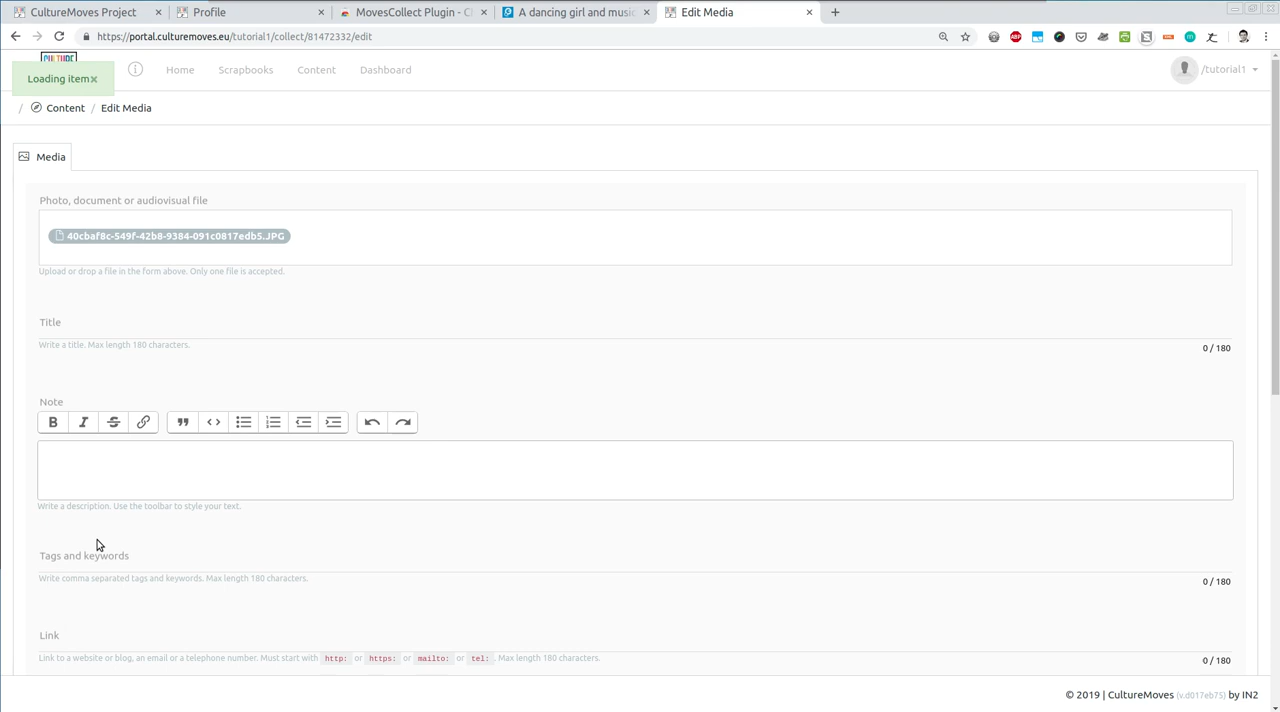 CultureMoves Project
Profile
MovesCollect Plugin - C
A dancing girl and music
Edit Media
https://portal.culturemoves.eu/tutorial1/collect/81472332/edit
CULTURE
Loading item×
Home
Scrapbooks
Content
Dashboard
/tutorial1
/ Content / Edit Media
Media
Photo, document or audiovisual file
40cbaf8c-549f-42b8-9384-091c0817edb5.JPG
Upload or drop a file in the form above. Only one file is accepted.
Title
Write a title. Max length 180 characters.
0 / 180
Note
Write a description. Use the toolbar to style your text.
Tags and keywords
Write comma separated tags and keywords. Max length 180 characters.
0 / 180
Link
Link to a website or blog, an email or a telephone number. Must start with http: or https: or mailto: or tel: . Max length 180 characters.
0 / 180
© 2019 | CultureMoves (v.d017eb75) by IN2